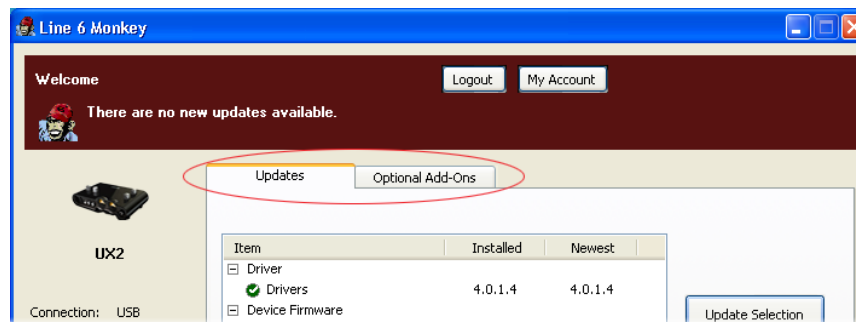 Line 6 Monkey
Welcome
Logout
My Account
There are no new updates available.
Updates
Optional Add-Ons
UX2
Item Installed Newest
Driver
Drivers 4.0.1.4 4.0.1.4
Connection: USB
Device Firmware
Update Selection